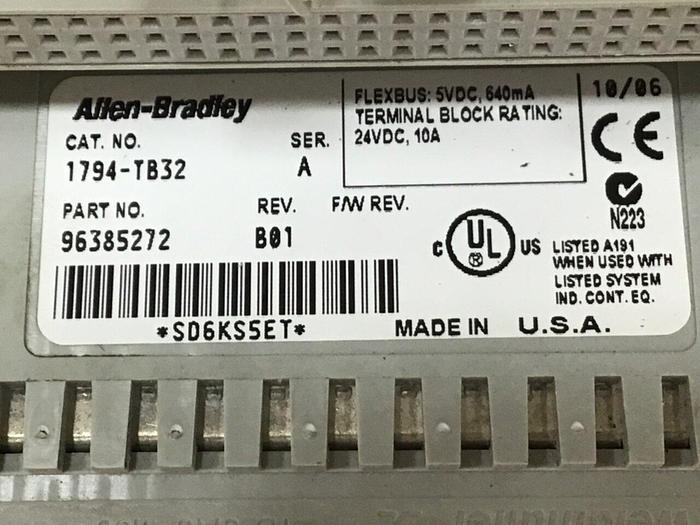 Allen-Bradley
FLEXBUS: 5VDC, 640mA
TERMINAL BLOCK RATING:
24VDC, 10A
10/06
CE
CAT. NO. SER.
1794-TB32 A
PART NO. REV. F/W REV.
96385272 B01
N223
C UL US
®
LISTED A191
WHEN USED WITH
LISTED SYSTEM
IND. CONT. EQ.
*SD6KS5ET*
MADE IN U.S.A.